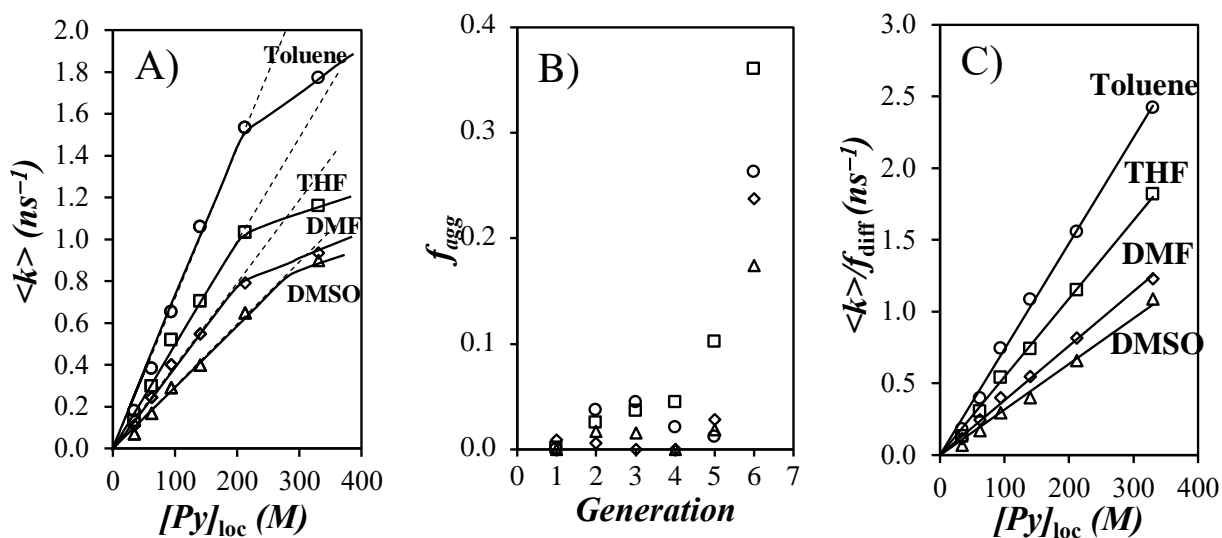 A)
<k> (ns⁻¹)
2.0
1.8
1.6
1.4
1.2
1.0
0.8
0.6
0.4
0.2
0.0
Toluene
THF
DMF
DMSO
0 100 200 300 400
[Py]loc (M)
B)
fagg
0.4
0.3
0.2
0.1
0.0
0 1 2 3 4 5 6 7
Generation
C)
<k>/fdiff (ns⁻¹)
3.0
2.5
2.0
1.5
1.0
0.5
0.0
Toluene
THF
DMF
DMSO
0 100 200 300 400
[Py]loc (M)